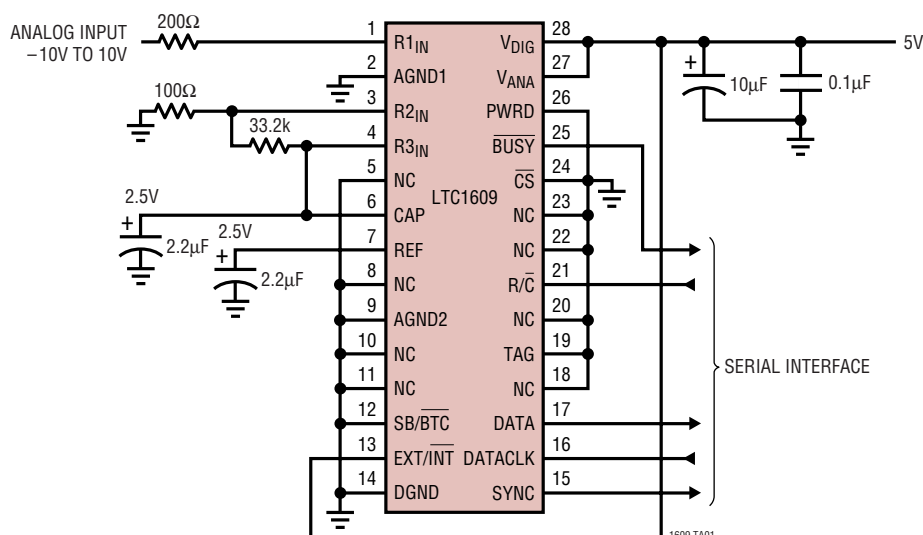 ANALOG INPUT
–10V TO 10V
200Ω
1
R1IN
2
AGND1
100Ω
3
R2IN
33.2k
4
R3IN
5
NC
2.5V
+
2.2µF
6
CAP
2.5V
+
2.2µF
7
REF
8
NC
9
AGND2
10
NC
11
NC
12
SB/BTC
13
EXT/INT
14
DGND
LTC1609
28
VDIG
27
VANA
26
PWRD
25
BUSY
24
CS
23
NC
22
NC
21
R/C
20
NC
19
TAG
18
NC
17
DATA
16
DATACLK
15
SYNC
5V
+
10µF
0.1µF
SERIAL INTERFACE
1609 TA01